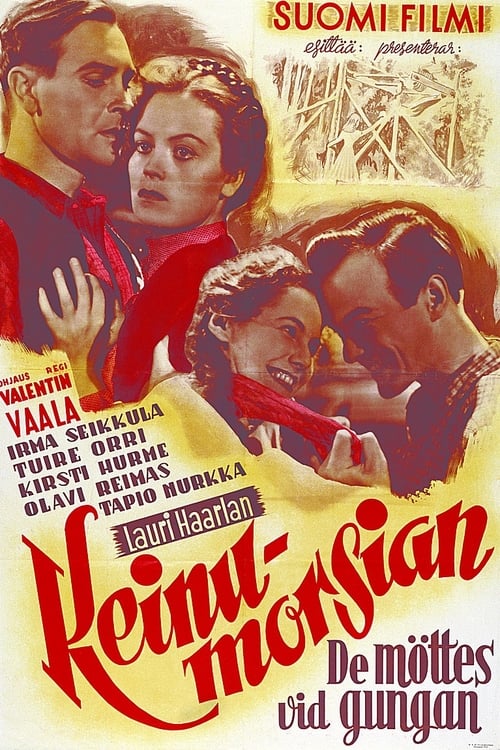 SUOMI FILMI
esittää: presenterar:
OHJAUS REGI
VALENTIN
VAALA
IRMA SEIKKULA
TUIRE ORRI
KIRSTI HURME
OLAVI REIMAS
TAPIO NURKKA
Lauri Haarlan
Keinu-
morsian
De möttes
vid gungan